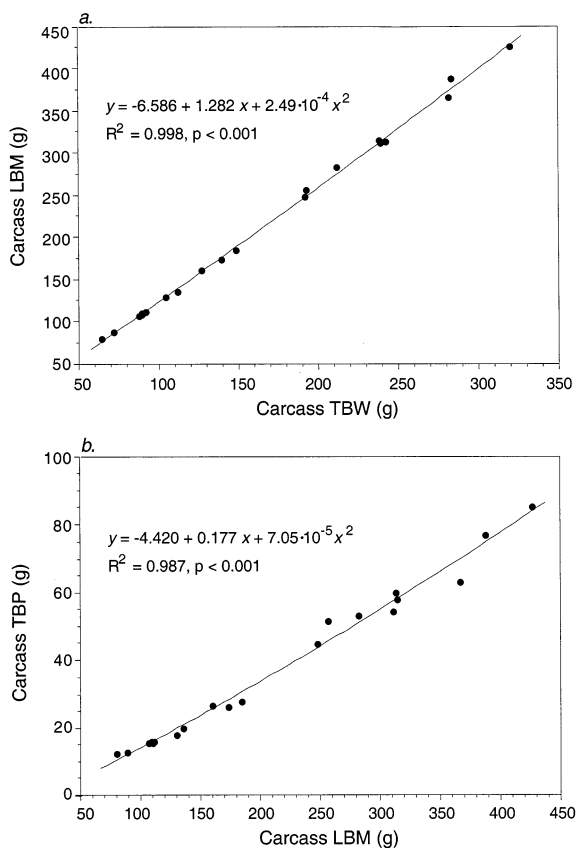 a.
450
400
350
300
250
200
150
100
50
Carcass LBM (g)
y = -6.586 + 1.282 x + 2.49·10⁻⁴ x²
R² = 0.998, p < 0.001
50 100 150 200 250 300 350
Carcass TBW (g)
b.
100
80
60
40
20
0
Carcass TBP (g)
y = -4.420 + 0.177 x + 7.05·10⁻⁵ x²
R² = 0.987, p < 0.001
50 100 150 200 250 300 350 400 450
Carcass LBM (g)